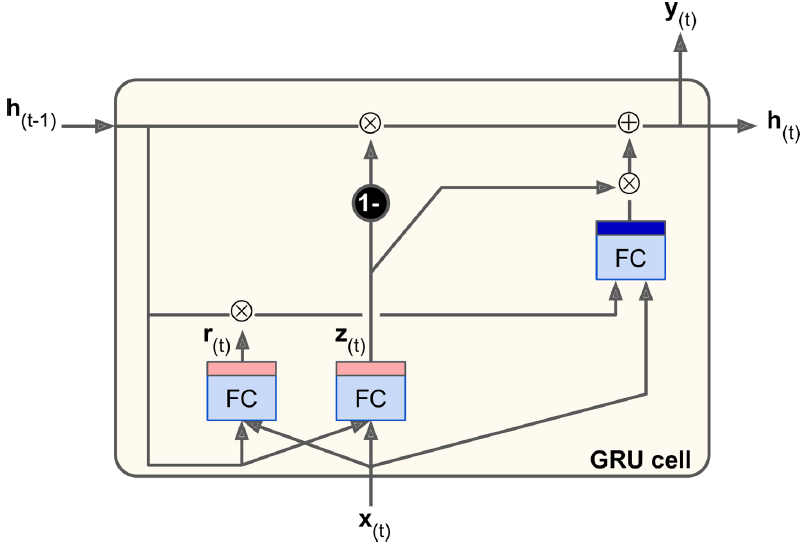 y(t)
h(t-1)
h(t)
1-
FC
r(t)
z(t)
FC
FC
GRU cell
x(t)